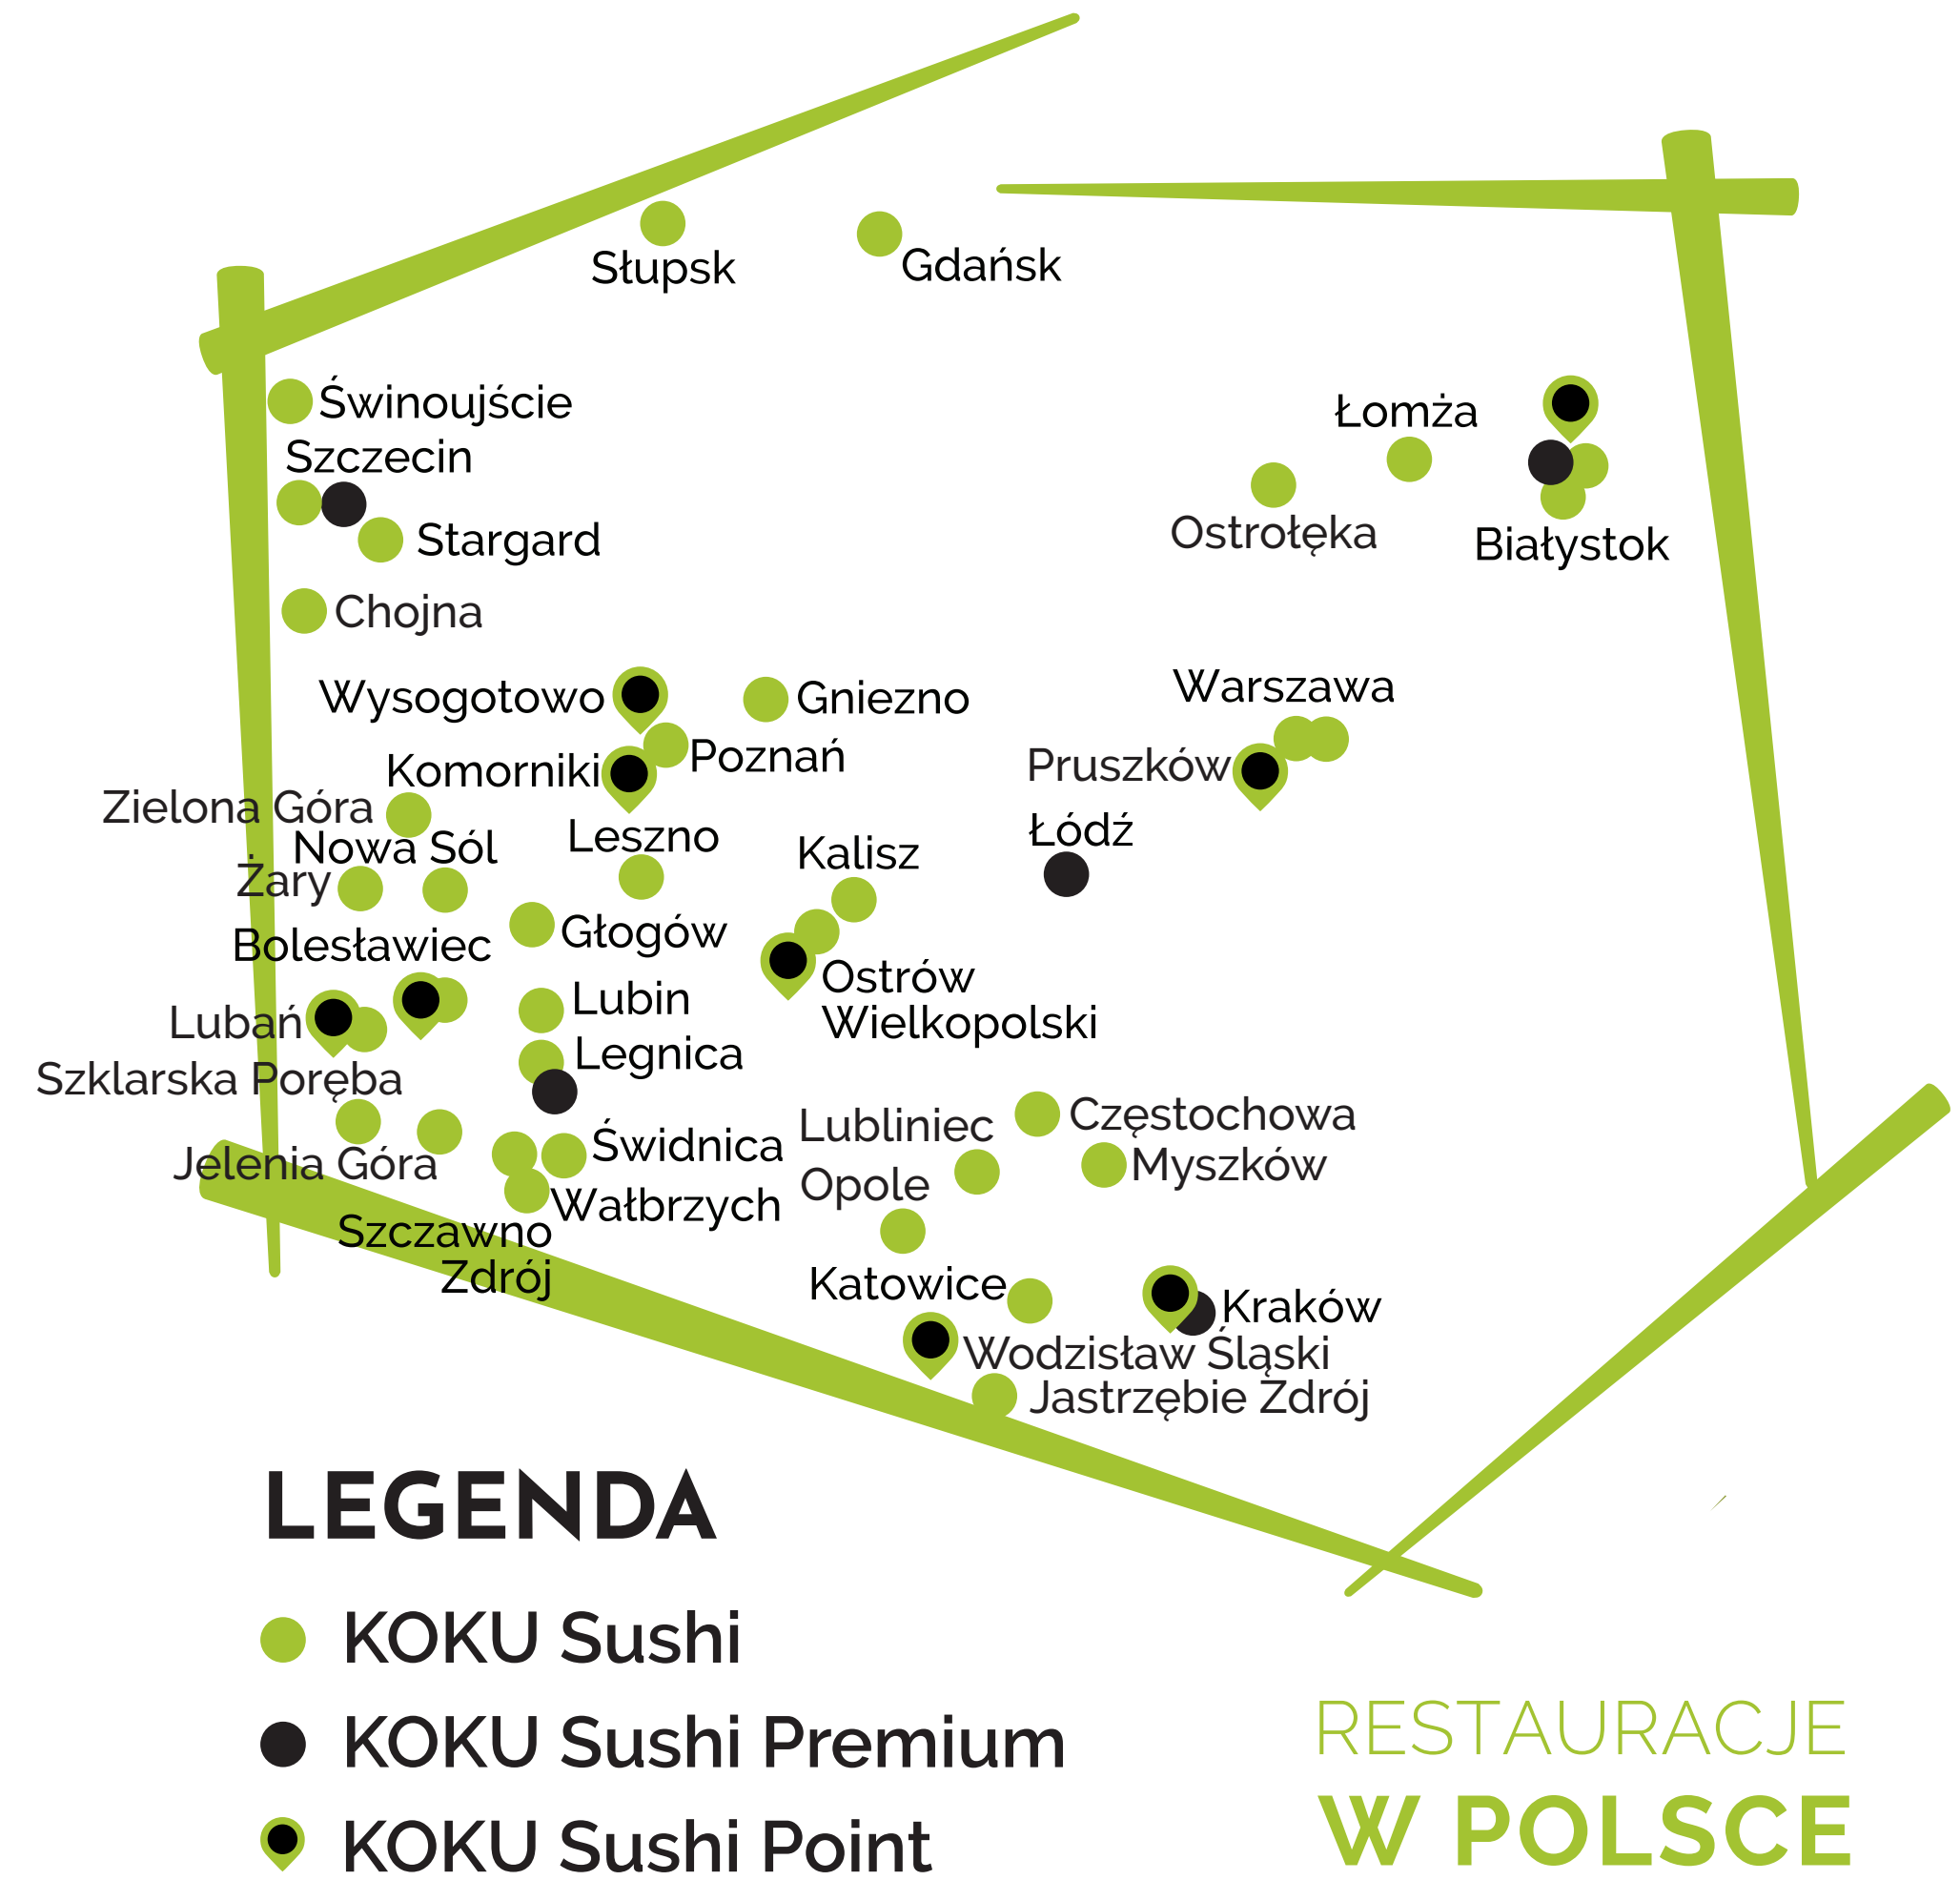 Słupsk
Gdańsk
Świnoujście
Łomża
Szczecin
Ostrołęka
Stargard
Białystok
Chojna
Wysogotowo
Gniezno
Warszawa
Komorniki
Poznań
Pruszków
Zielona Góra
Leszno
Łódź
Nowa Sól
Kalisz
Żary
Głogów
Bolesławiec
Ostrów
Wielkopolski
Lubin
Lubań
Legnica
Szklarska Poręba
Lubliniec
Częstochowa
Świdnica
Jelenia Góra
Myszków
Opole
Wałbrzych
Szczawno
Zdrój
Katowice
Kraków
Wodzisław Śląski
Jastrzębie Zdrój
LEGENDA
KOKU Sushi
KOKU Sushi Premium
KOKU Sushi Point
RESTAURACJE
W POLSCE